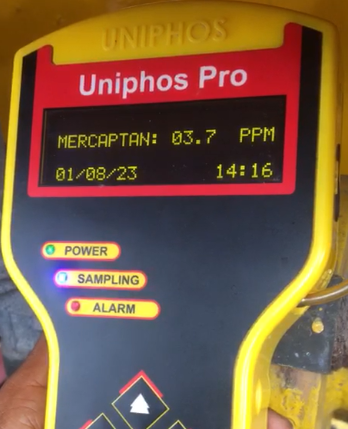 UNIPHOS
Uniphos Pro
MERCAPTAN: 03.7 PPM
01/08/23 14:16
POWER
SAMPLING
ALARM